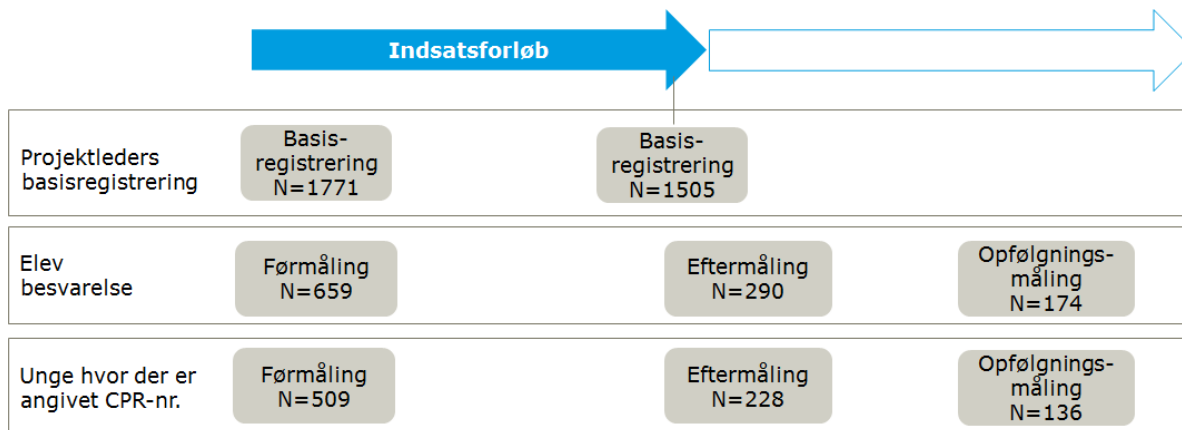 Indsatsforløb
Projektleders
basisregistrering
Basis-
registrering
N=1771
Basis-
registrering
N=1505
Elev
besvarelse
Førmåling
N=659
Eftermåling
N=290
Opfølgnings-
måling
N=174
Unge hvor der er
angivet CPR-nr.
Førmåling
N=509
Eftermåling
N=228
Opfølgnings-
måling
N=136